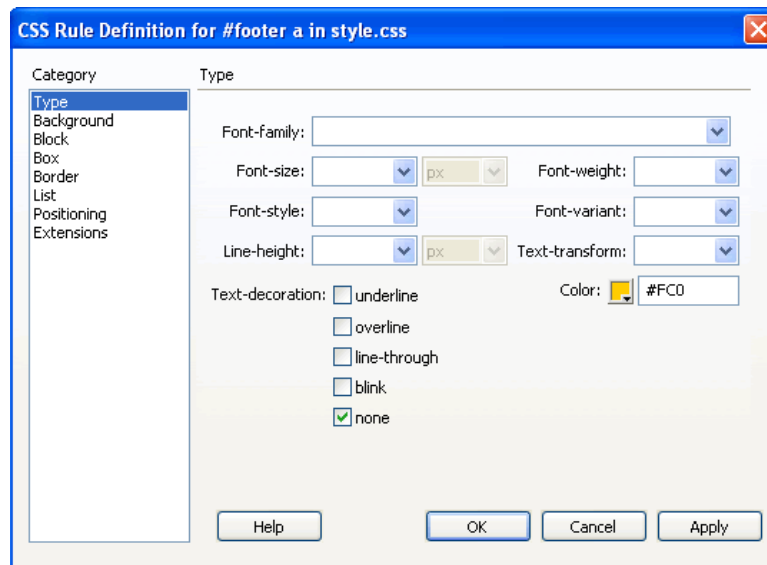 CSS Rule Definition for #footer a in style.css
Category
Type
Type
Background
Block
Box
Border
List
Positioning
Extensions
Font-family:
Font-size: px Font-weight:
Font-style: Font-variant:
Line-height: px Text-transform:
Text-decoration: underline Color: #FC0
overline
line-through
blink
none
Help OK Cancel Apply